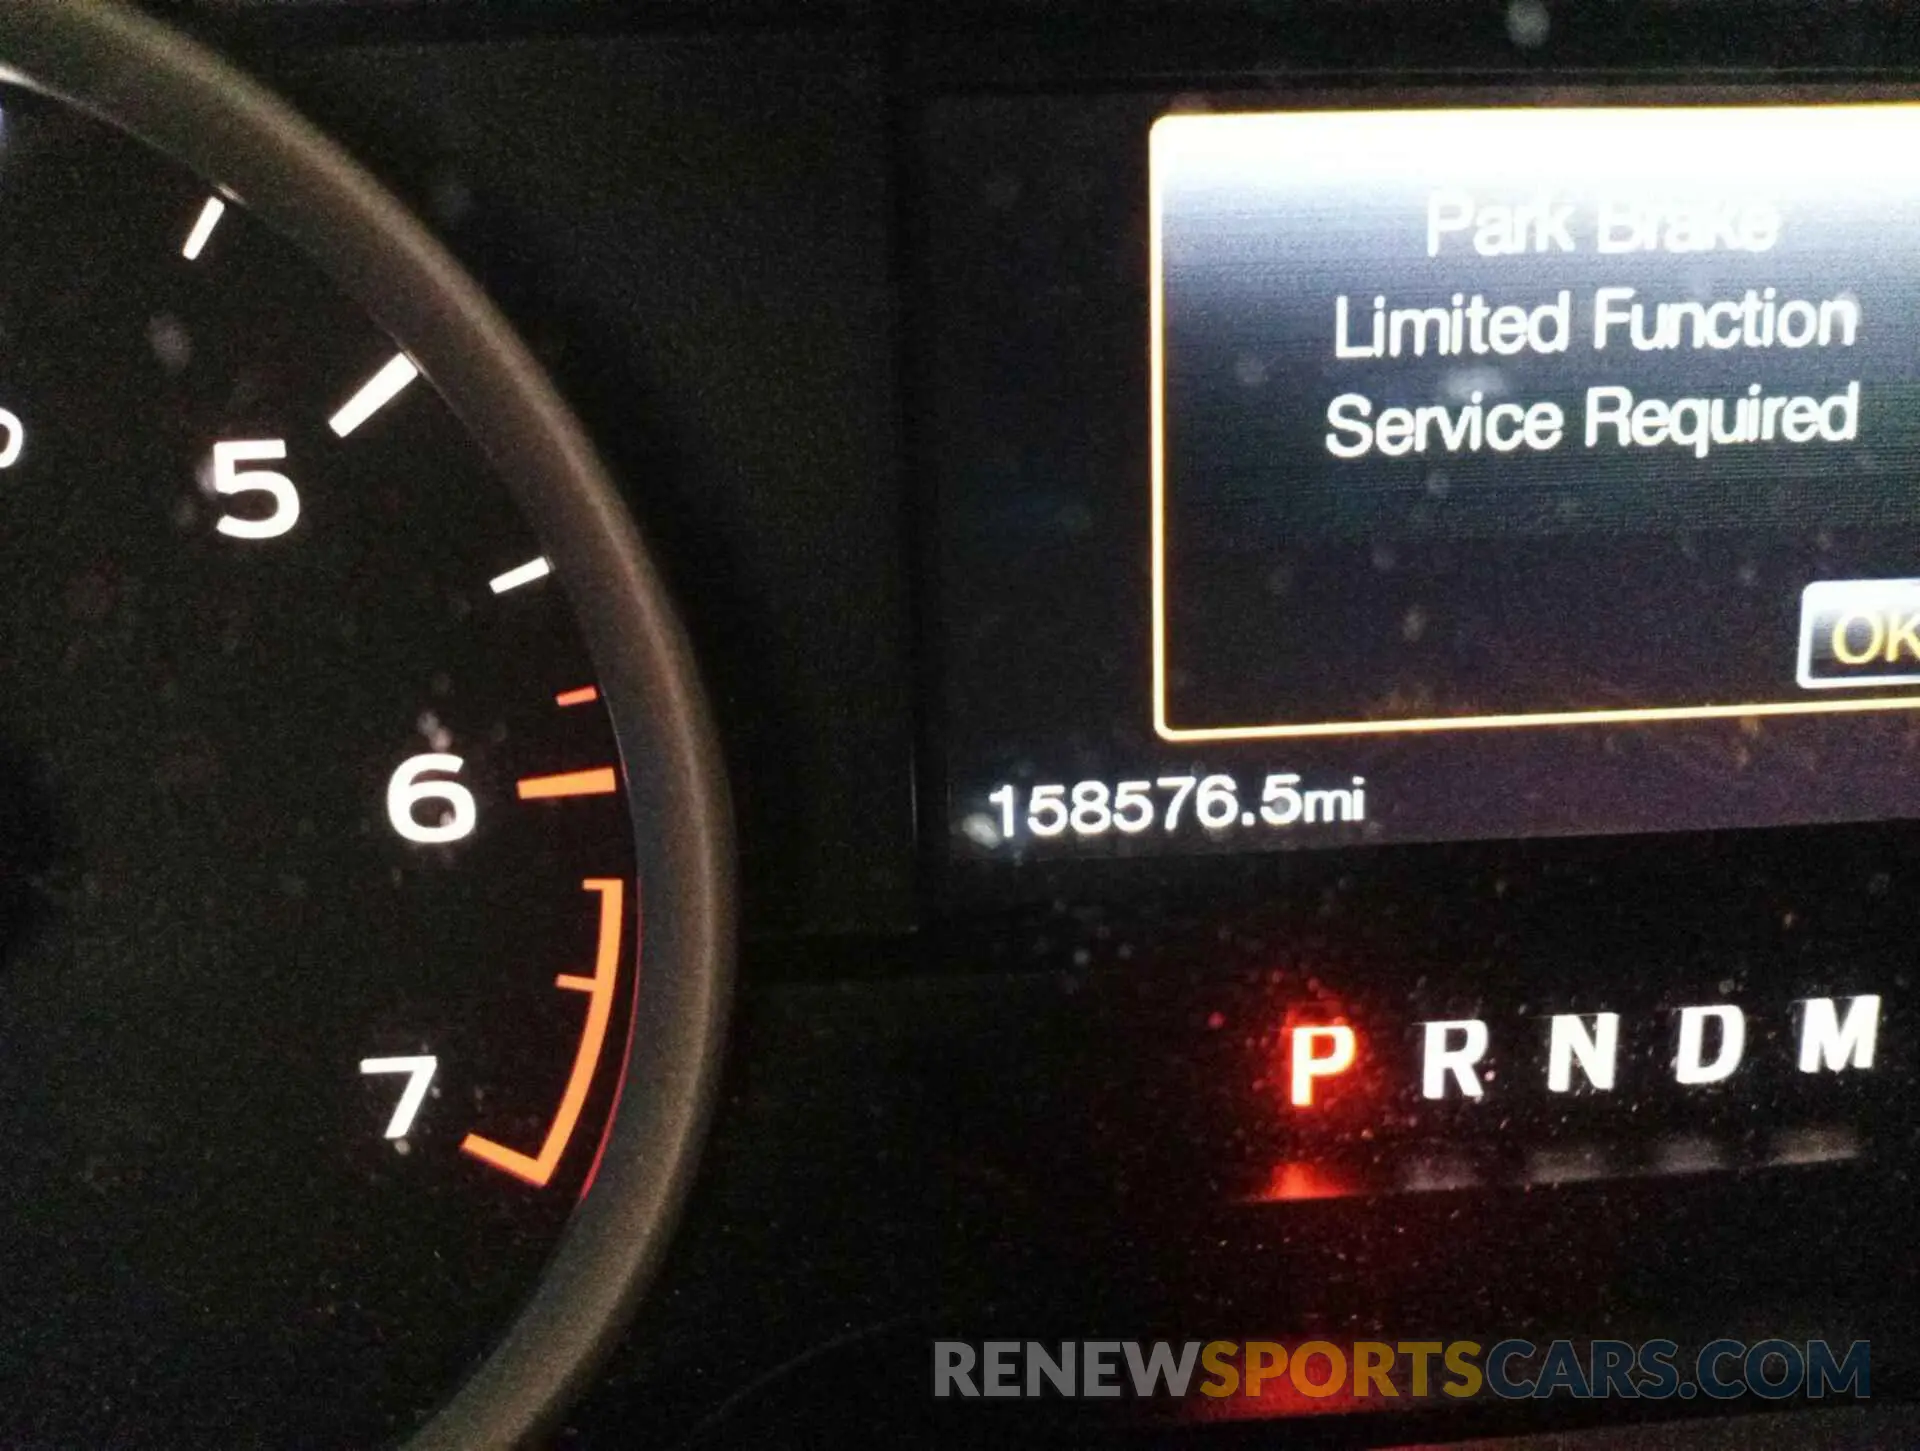 5
6
7
Park Brake
Limited Function
Service Required
OK
158576.5mi
P R N D M
RENEWSPORTSCARS.COM